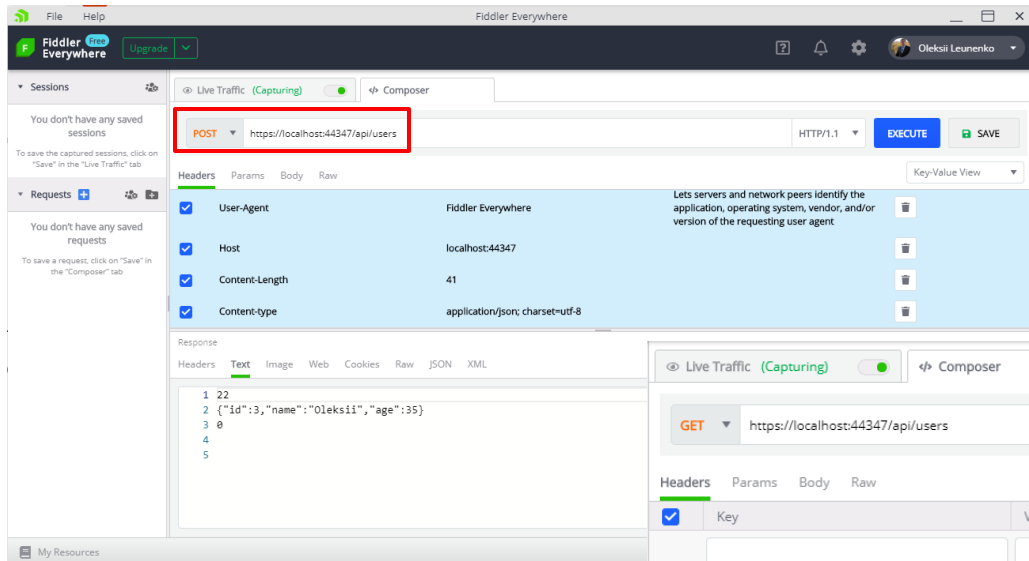 File Help Fiddler Everywhere
Fiddler Free
Everywhere
Upgrade
Oleksii Leunenko
Sessions
You don't have any saved
sessions
To save the captured sessions, click on
"Save" in the "Live Traffic" tab
Requests
You don't have any saved
requests
To save a request, click on "Save" in
the "Composer" tab
My Resources
Live Traffic (Capturing)
</> Composer
POST https://localhost:44347/api/users HTTP/1.1 EXECUTE SAVE
Headers Params Body Raw Key-Value View
User-Agent Fiddler Everywhere
Lets servers and network peers identify the
application, operating system, vendor, and/or
version of the requesting user agent
Host localhost:44347
Content-Length 41
Content-type application/json; charset=utf-8
Response
Headers Text Image Web Cookies Raw JSON XML
1 22
2 {"id":3,"name":"Oleksii","age":35}
3 0
4
5
Live Traffic (Capturing) </> Composer
GET https://localhost:44347/api/users
Headers Params Body Raw
Key